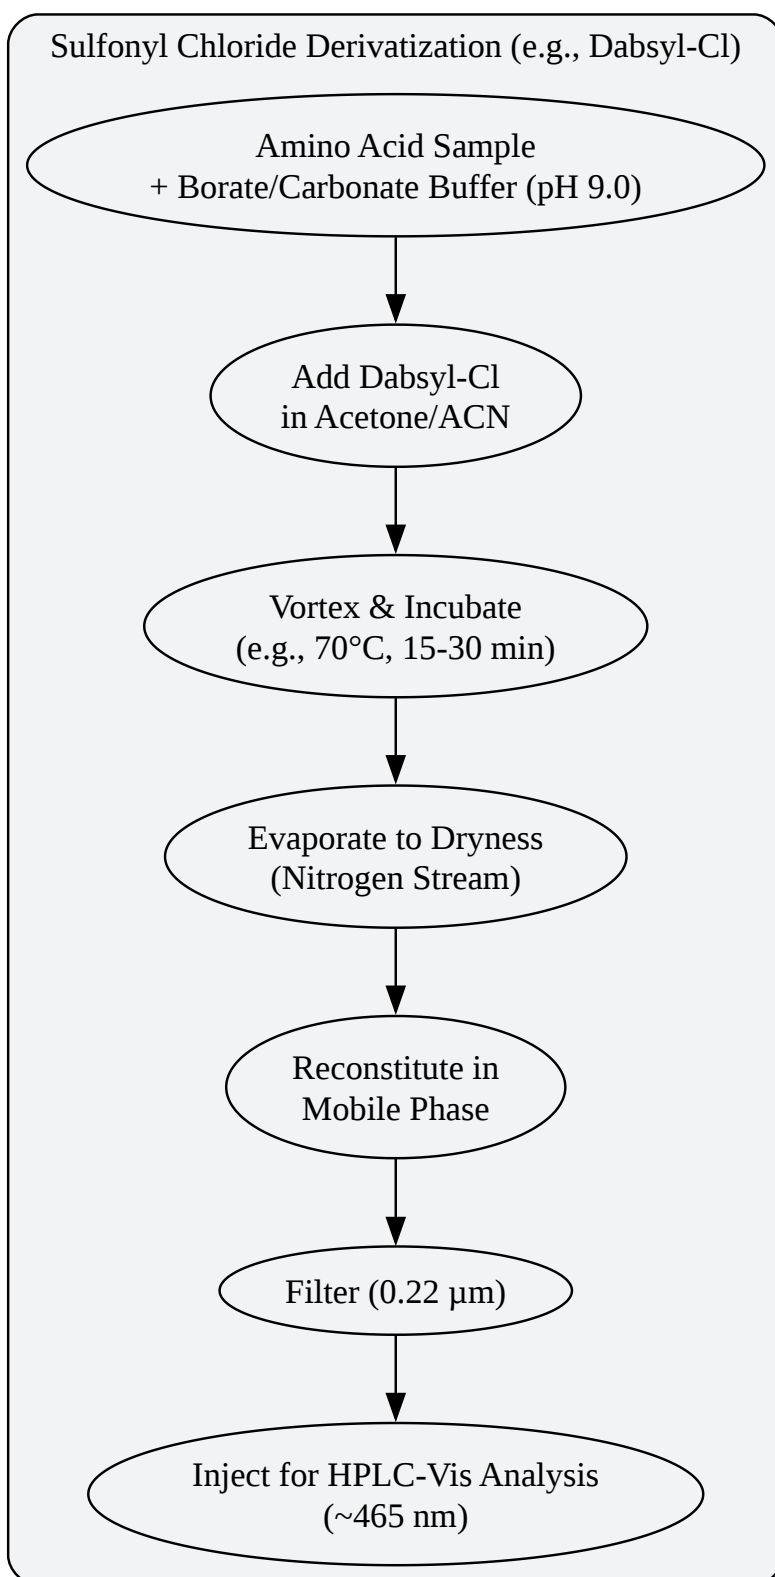 Sulfonyl Chloride Derivatization (e.g., Dabsyl-Cl)
Amino Acid Sample
+ Borate/Carbonate Buffer (pH 9.0)
Add Dabsyl-Cl
in Acetone/ACN
Vortex & Incubate
(e.g., 70°C, 15-30 min)
Evaporate to Dryness
(Nitrogen Stream)
Reconstitute in
Mobile Phase
Filter (0.22 µm)
Inject for HPLC-Vis Analysis
(~465 nm)